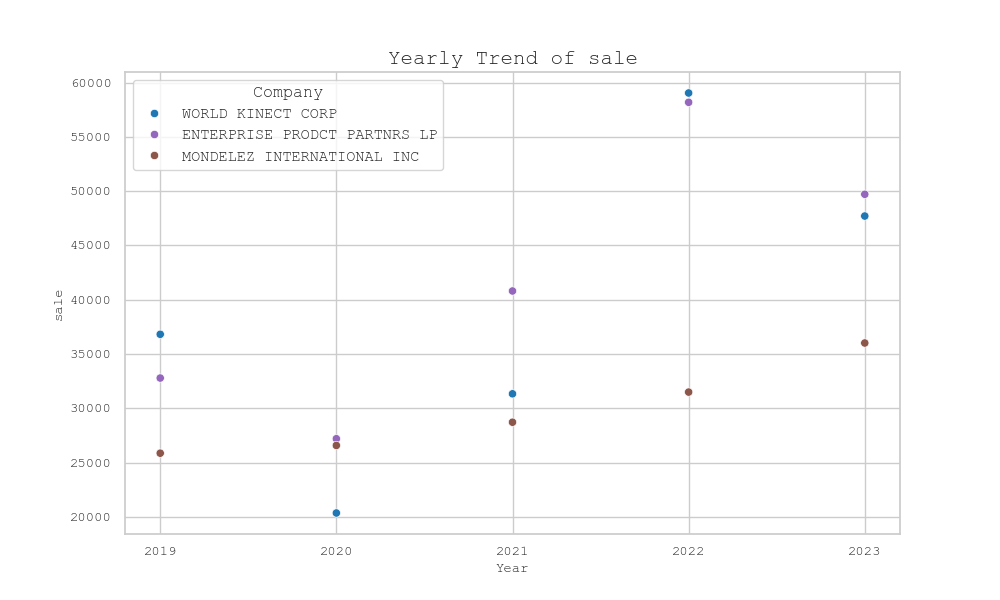 Yearly Trend of sale
Company
WORLD KINECT CORP
ENTERPRISE PRODCT PARTNRS LP
MONDELEZ INTERNATIONAL INC
60000
55000
50000
45000
40000
35000
30000
25000
20000
sale
2019 2020 2021 2022 2023
Year